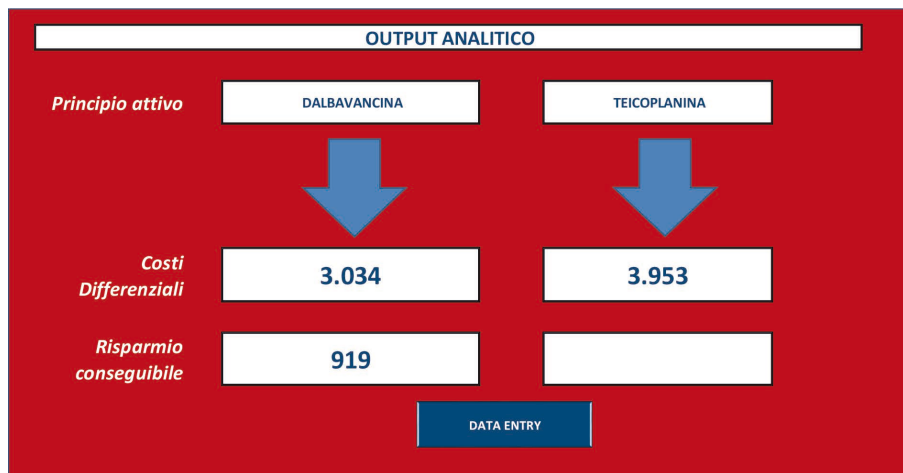 OUTPUT ANALITICO
Principio attivo
DALBAVANCINA
TEICOPLANINA
Costi
Differenziali
3.034
3.953
Risparmio
conseguibile
919
DATA ENTRY